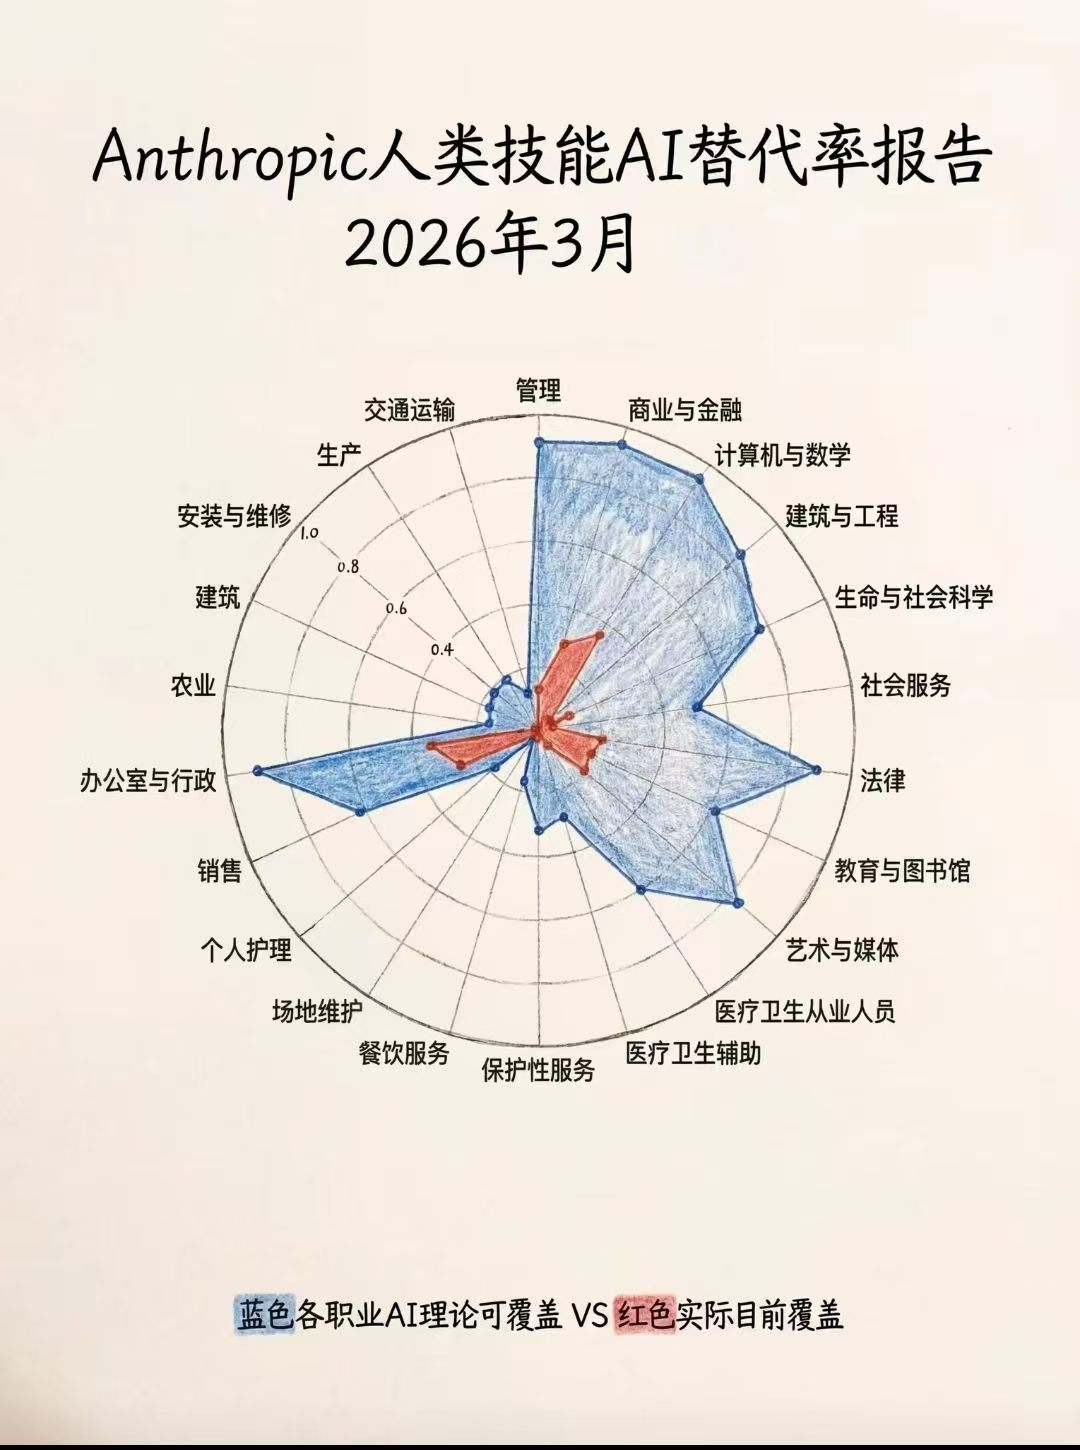 Anthropic人类技能AI替代率报告
2026年3月
管理
交通运输
商业与金融
生产
计算机与数学
安装与维修
建筑与工程
1.0
0.8
建筑
0.6
生命与社会科学
0.4
农业
社会服务
办公室与行政
法律
销售
教育与图书馆
个人护理
艺术与媒体
场地维护
医疗卫生从业人员
餐饮服务
保护性服务
医疗卫生辅助
蓝色各职业AI理论可覆盖 VS 红色实际目前覆盖